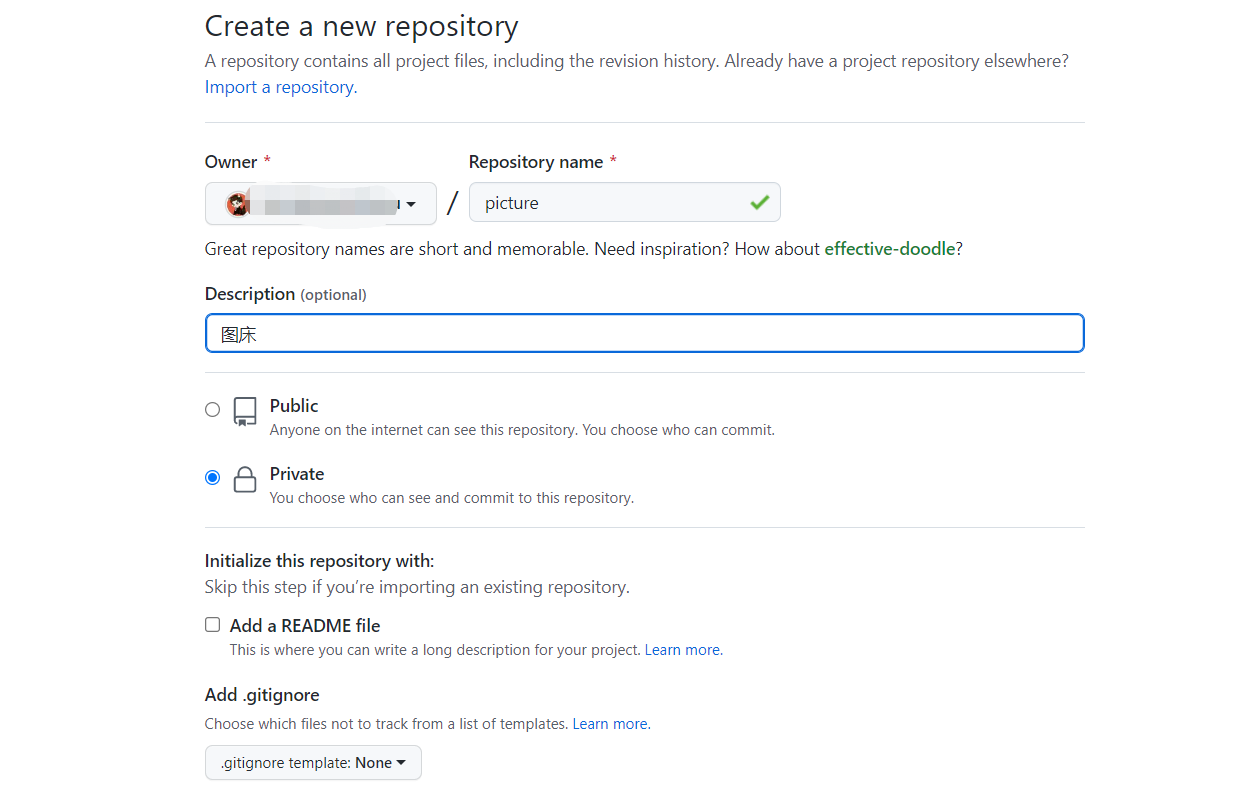 Create a new repository
A repository contains all project files, including the revision history. Already have a project repository elsewhere?
Import a repository.
Owner * Repository name *
/ picture
Great repository names are short and memorable. Need inspiration? How about effective-doodle?
Description (optional)
图床
Public
Anyone on the internet can see this repository. You choose who can commit.
Private
You choose who can see and commit to this repository.
Initialize this repository with:
Skip this step if you’re importing an existing repository.
Add a README file
This is where you can write a long description for your project. Learn more.
Add .gitignore
Choose which files not to track from a list of templates. Learn more.
.gitignore template: None